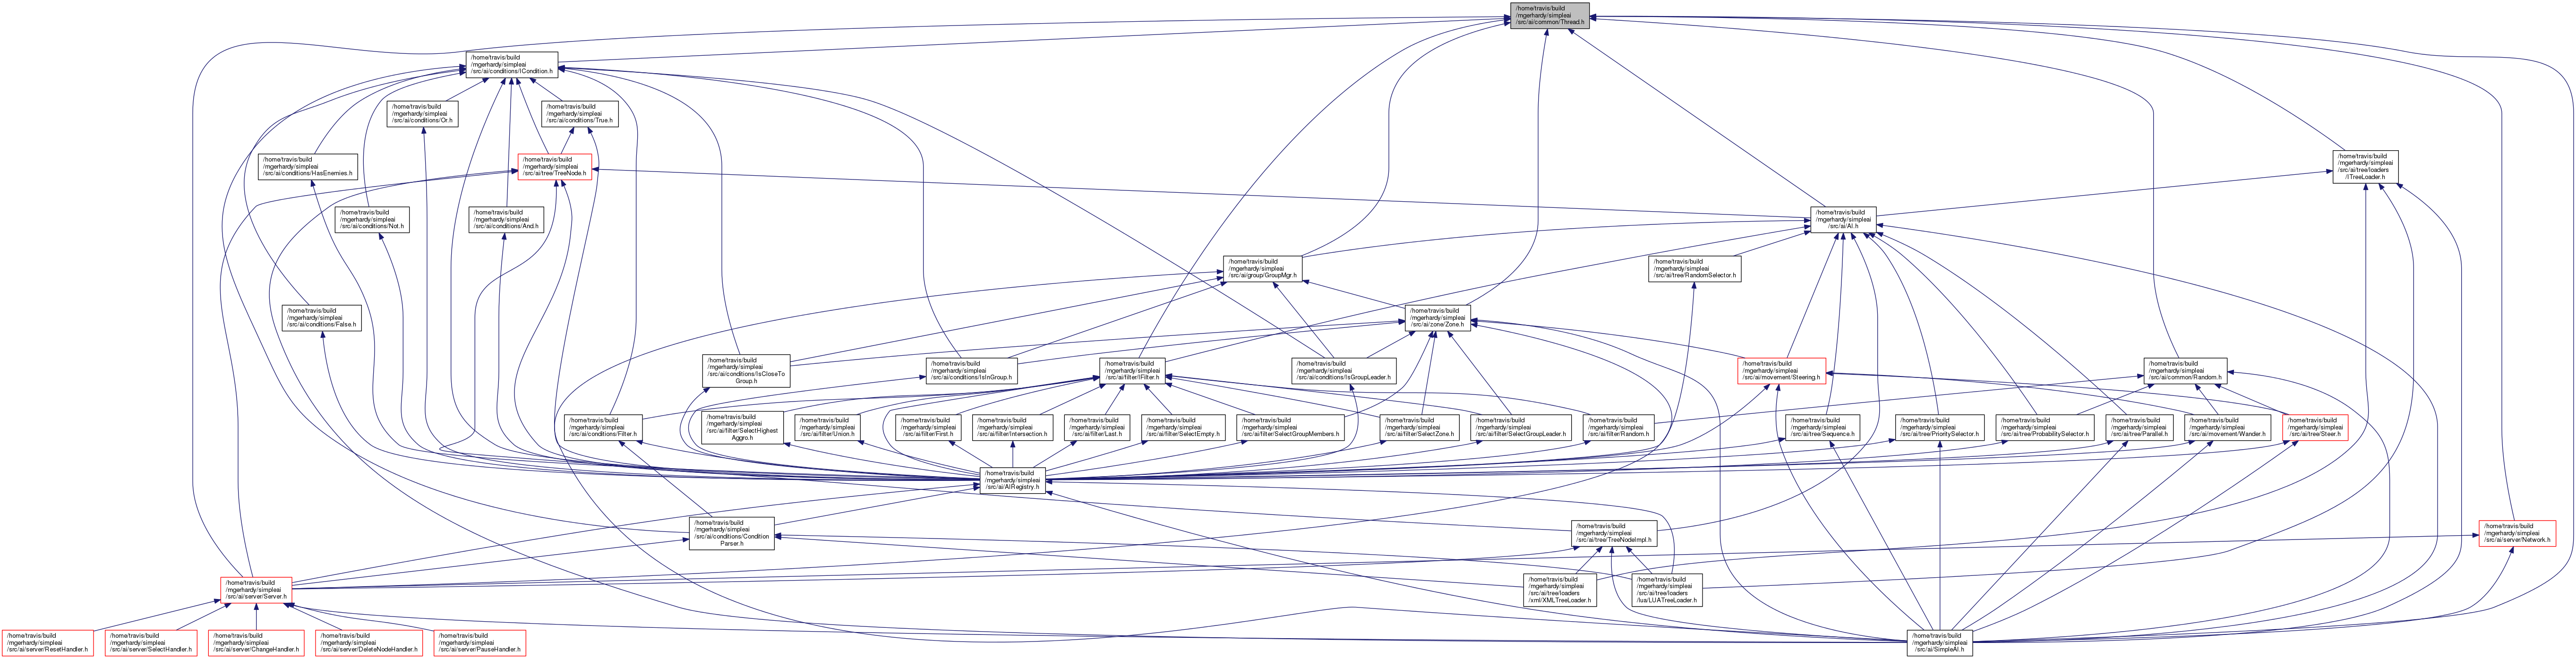 /home/travis/build
/mgerhardy/simpleai
/src/ai/common/Thread.h
/home/travis/build
/mgerhardy/simpleai
/src/ai/conditions/ICondition.h
/home/travis/build
/mgerhardy/simpleai
/src/ai/conditions/Or.h
/home/travis/build
/mgerhardy/simpleai
/src/ai/conditions/True.h
/home/travis/build
/mgerhardy/simpleai
/src/ai/conditions/HasEnemies.h
/home/travis/build
/mgerhardy/simpleai
/src/ai/tree/TreeNode.h
/home/travis/build
/mgerhardy/simpleai
/src/ai/tree/loaders
/ITreeLoader.h
/home/travis/build
/mgerhardy/simpleai
/src/ai/conditions/Not.h
/home/travis/build
/mgerhardy/simpleai
/src/ai/conditions/And.h
/home/travis/build
/mgerhardy/simpleai
/src/ai/AI.h
/home/travis/build
/mgerhardy/simpleai
/src/ai/group/GroupMgr.h
/home/travis/build
/mgerhardy/simpleai
/src/ai/tree/RandomSelector.h
/home/travis/build
/mgerhardy/simpleai
/src/ai/conditions/False.h
/home/travis/build
/mgerhardy/simpleai
/src/ai/zone/Zone.h
/home/travis/build
/mgerhardy/simpleai
/src/ai/conditions/IsCloseTo
Group.h
/home/travis/build
/mgerhardy/simpleai
/src/ai/conditions/IsInGroup.h
/home/travis/build
/mgerhardy/simpleai
/src/ai/filter/IFilter.h
/home/travis/build
/mgerhardy/simpleai
/src/ai/conditions/IsGroupLeader.h
/home/travis/build
/mgerhardy/simpleai
/src/ai/movement/Steering.h
/home/travis/build
/mgerhardy/simpleai
/src/ai/common/Random.h
/home/travis/build
/mgerhardy/simpleai
/src/ai/conditions/Filter.h
/home/travis/build
/mgerhardy/simpleai
/src/ai/filter/SelectHighest
Aggro.h
/home/travis/build
/mgerhardy/simpleai
/src/ai/filter/Union.h
/home/travis/build
/mgerhardy/simpleai
/src/ai/filter/First.h
/home/travis/build
/mgerhardy/simpleai
/src/ai/filter/Intersection.h
/home/travis/build
/mgerhardy/simpleai
/src/ai/filter/Last.h
/home/travis/build
/mgerhardy/simpleai
/src/ai/filter/SelectEmpty.h
/home/travis/build
/mgerhardy/simpleai
/src/ai/filter/SelectGroupMembers.h
/home/travis/build
/mgerhardy/simpleai
/src/ai/filter/SelectZone.h
/home/travis/build
/mgerhardy/simpleai
/src/ai/filter/SelectGroupLeader.h
/home/travis/build
/mgerhardy/simpleai
/src/ai/filter/Random.h
/home/travis/build
/mgerhardy/simpleai
/src/ai/tree/Sequence.h
/home/travis/build
/mgerhardy/simpleai
/src/ai/tree/PrioritySelector.h
/home/travis/build
/mgerhardy/simpleai
/src/ai/tree/ProbabilitySelector.h
/home/travis/build
/mgerhardy/simpleai
/src/ai/tree/Parallel.h
/home/travis/build
/mgerhardy/simpleai
/src/ai/movement/Wander.h
/home/travis/build
/mgerhardy/simpleai
/src/ai/tree/Steer.h
/home/travis/build
/mgerhardy/simpleai
/src/ai/AIRegistry.h
/home/travis/build
/mgerhardy/simpleai
/src/ai/conditions/Condition
Parser.h
/home/travis/build
/mgerhardy/simpleai
/src/ai/tree/TreeNodeImpl.h
/home/travis/build
/mgerhardy/simpleai
/src/ai/server/Network.h
/home/travis/build
/mgerhardy/simpleai
/src/ai/server/Server.h
/home/travis/build
/mgerhardy/simpleai
/src/ai/tree/loaders
/xml/XMLTreeLoader.h
/home/travis/build
/mgerhardy/simpleai
/src/ai/tree/loaders
/lua/LUATreeLoader.h
/home/travis/build
/mgerhardy/simpleai
/src/ai/server/ResetHandler.h
/home/travis/build
/mgerhardy/simpleai
/src/ai/server/SelectHandler.h
/home/travis/build
/mgerhardy/simpleai
/src/ai/server/ChangeHandler.h
/home/travis/build
/mgerhardy/simpleai
/src/ai/server/DeleteNodeHandler.h
/home/travis/build
/mgerhardy/simpleai
/src/ai/server/PauseHandler.h
/home/travis/build
/mgerhardy/simpleai
/src/ai/SimpleAI.h